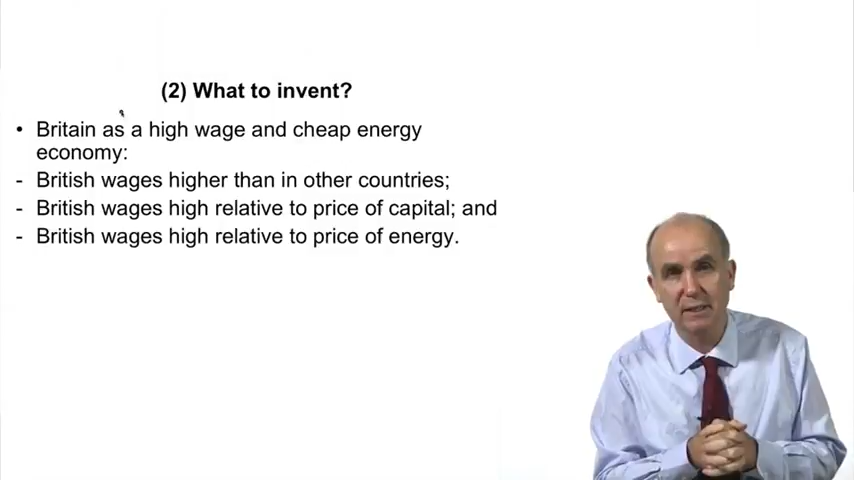 (2) What to invent?
• Britain as a high wage and cheap energy
economy:
- British wages higher than in other countries;
- British wages high relative to price of capital; and
- British wages high relative to price of energy.